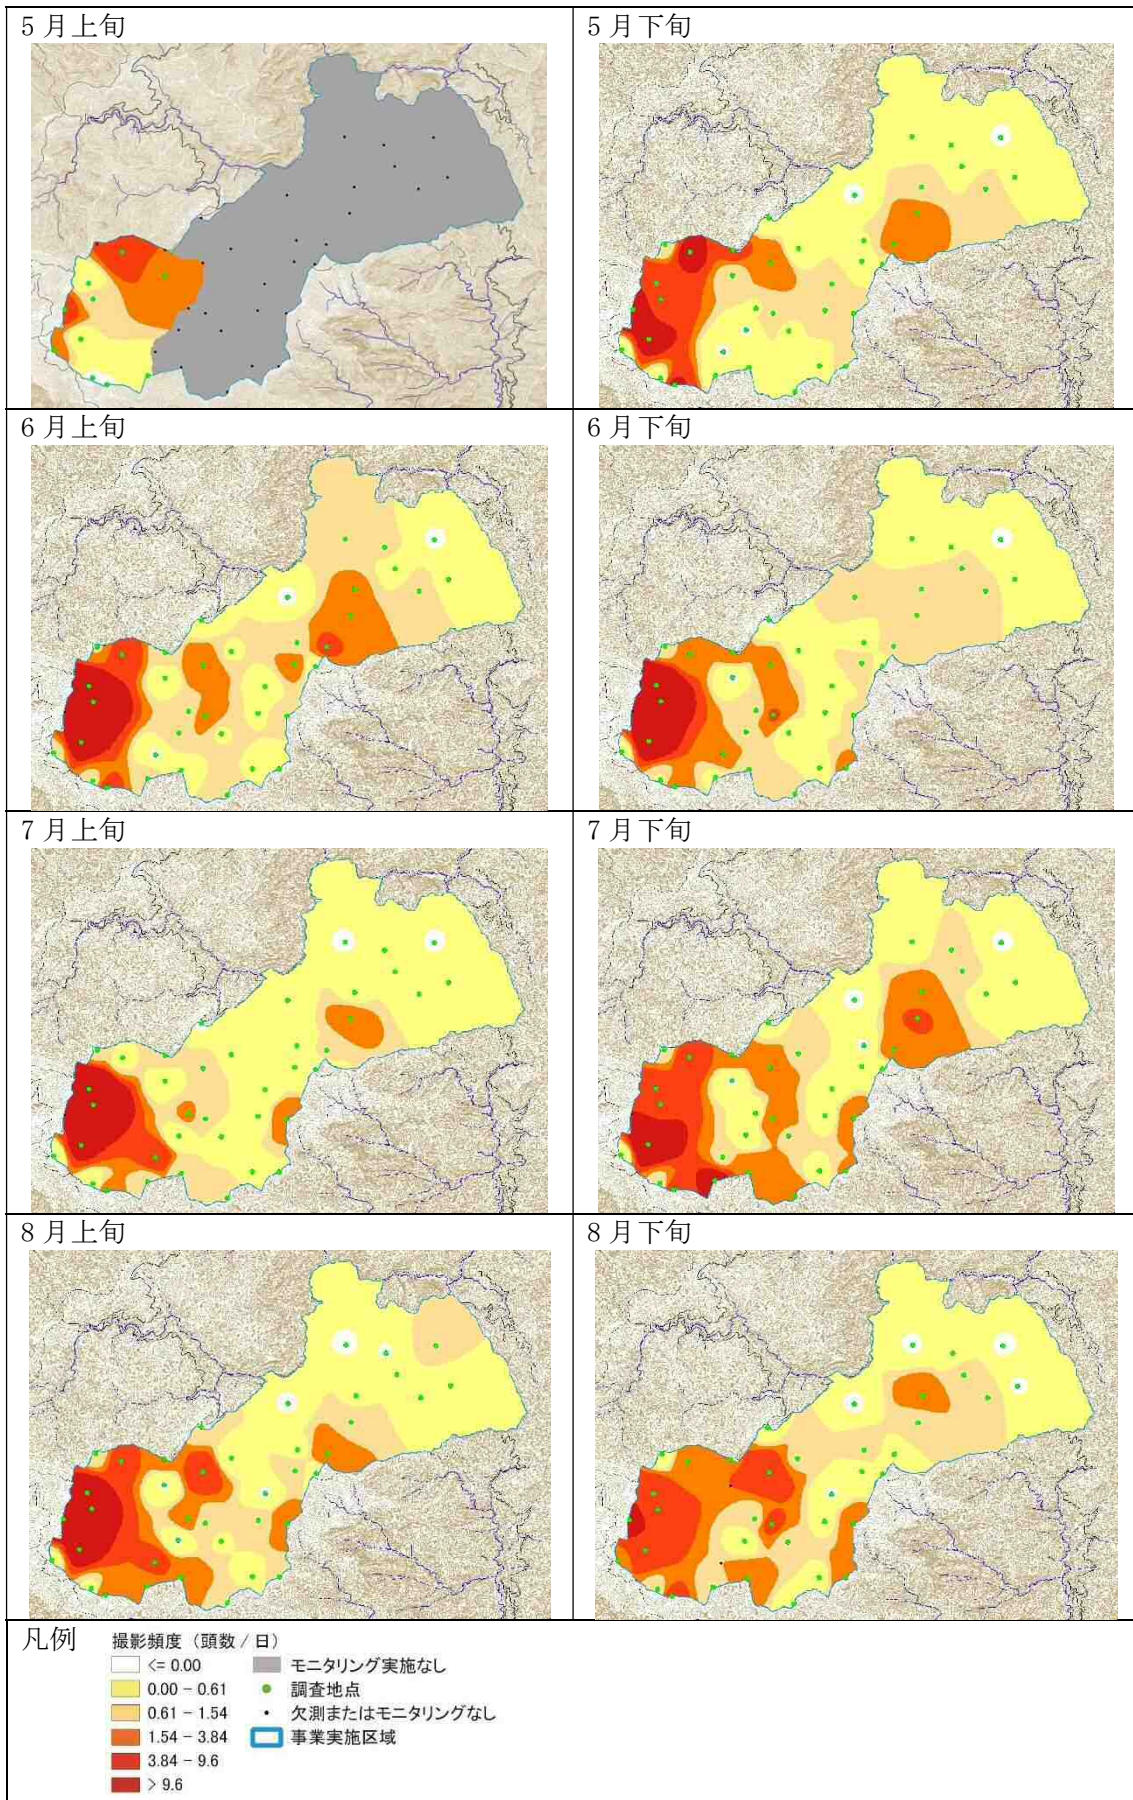 5月上旬
5月下旬
6月上旬
6月下旬
7月上旬
7月下旬
8月上旬
8月下旬
凡例
撮影頻度（頭数 / 日）
<= 0.00
0.00 - 0.61
0.61 - 1.54
1.54 - 3.84
3.84 - 9.6
> 9.6
モニタリング実施なし
調査地点
欠測またはモニタリングなし
事業実施区域